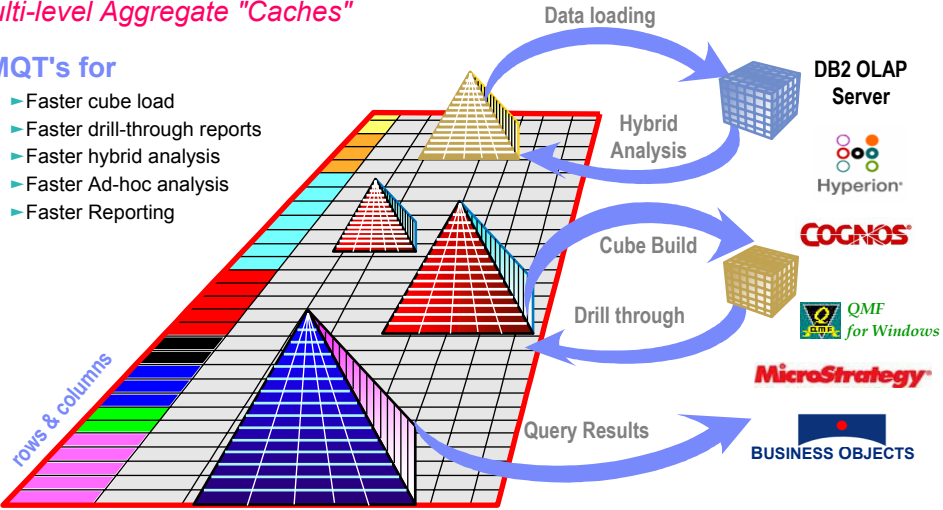 ulti-level Aggregate "Caches"
MQT's for
►Faster cube load
►Faster drill-through reports
►Faster hybrid analysis
►Faster Ad-hoc analysis
►Faster Reporting
rows & columns
Data loading
Hybrid
Analysis
Cube Build
Drill through
Query Results
DB2 OLAP
Server
Hyperion
COGNOS®
Q
QMF
QMF
for Windows
MicroStrategy®
BUSINESS OBJECTS